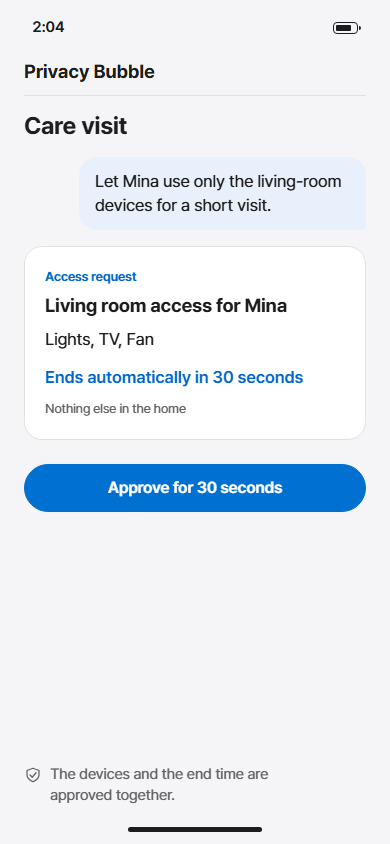 2:04
Privacy Bubble
Care visit
Let Mina use only the living-room
devices for a short visit.
Access request
Living room access for Mina
Lights, TV, Fan
Ends automatically in 30 seconds
Nothing else in the home
Approve for 30 seconds
The devices and the end time are
approved together.